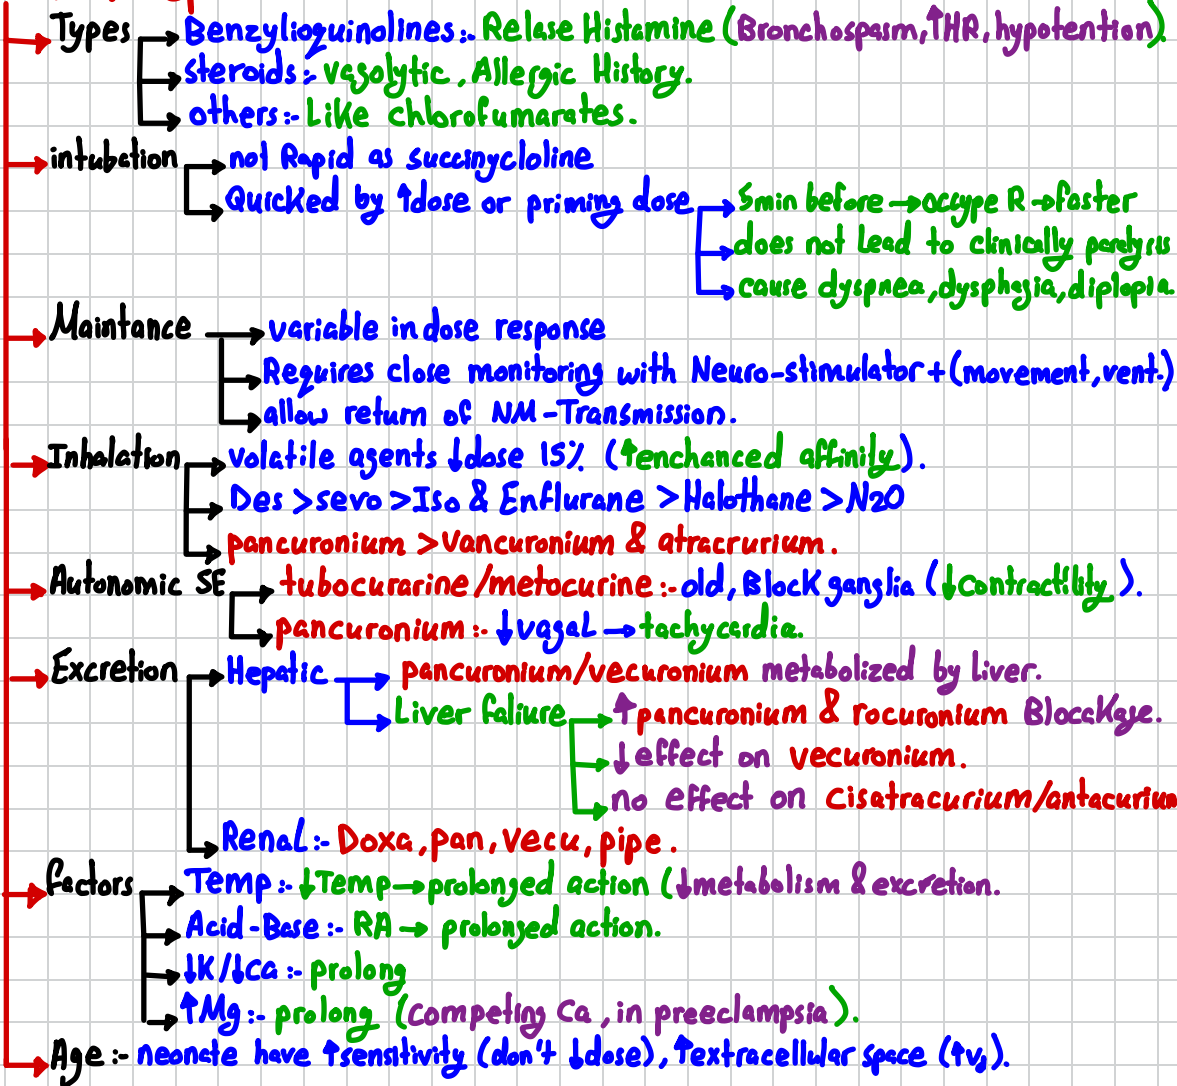 Types
Benzylioquinolines:- Relase Histamine (Bronchospasm, ↑HR, hypotention).
steroids:- vagolytic, Allergic History.
others:- Like chlorofumarates.
intubation
not Rapid as succinycloline
Quicked by ↑dose or priming dose
5min before → occype R → faster
does not lead to clinically paralysis
cause dyspnea, dysphagia, diplopia.
Maintance
variable in dose response
Requires close monitoring with Neuro-stimulator + (movement, vent.)
allow return of NM-Transmission.
Inhalation
volatile agents ↓dose 15% (↑enchanced affinity).
Des > sevo > Iso & Enflurane > Halothane > N2O
pancuronium > Vancuronium & atracrurium.
Autonomic SE
tubocurarine/metocurine:- old, Block ganglia (↓contractility).
pancuronium:- ↓vagal → tachycardia.
Excretion
Hepatic
pancuronium/vecuronium metabolized by liver.
Liver faliure
↑pancuronium & rocuronium Bloackage.
↓ effect on vecuronium.
no effect on cisatracurium/antacurium
Renal:- Doxa, pan, vecu, pipe.
factors
Temp:- ↓Temp → prolonged action (↓metabolism & excretion.
Acid-Base:- RA → prolonged action.
↓K/↓Ca:- prolong
↑Mg:- prolong (competing Ca, in preeclampsia).
Age:- neonate have ↑sensitivity (don't ↓dose), ↑extracellular space (↑Vd).